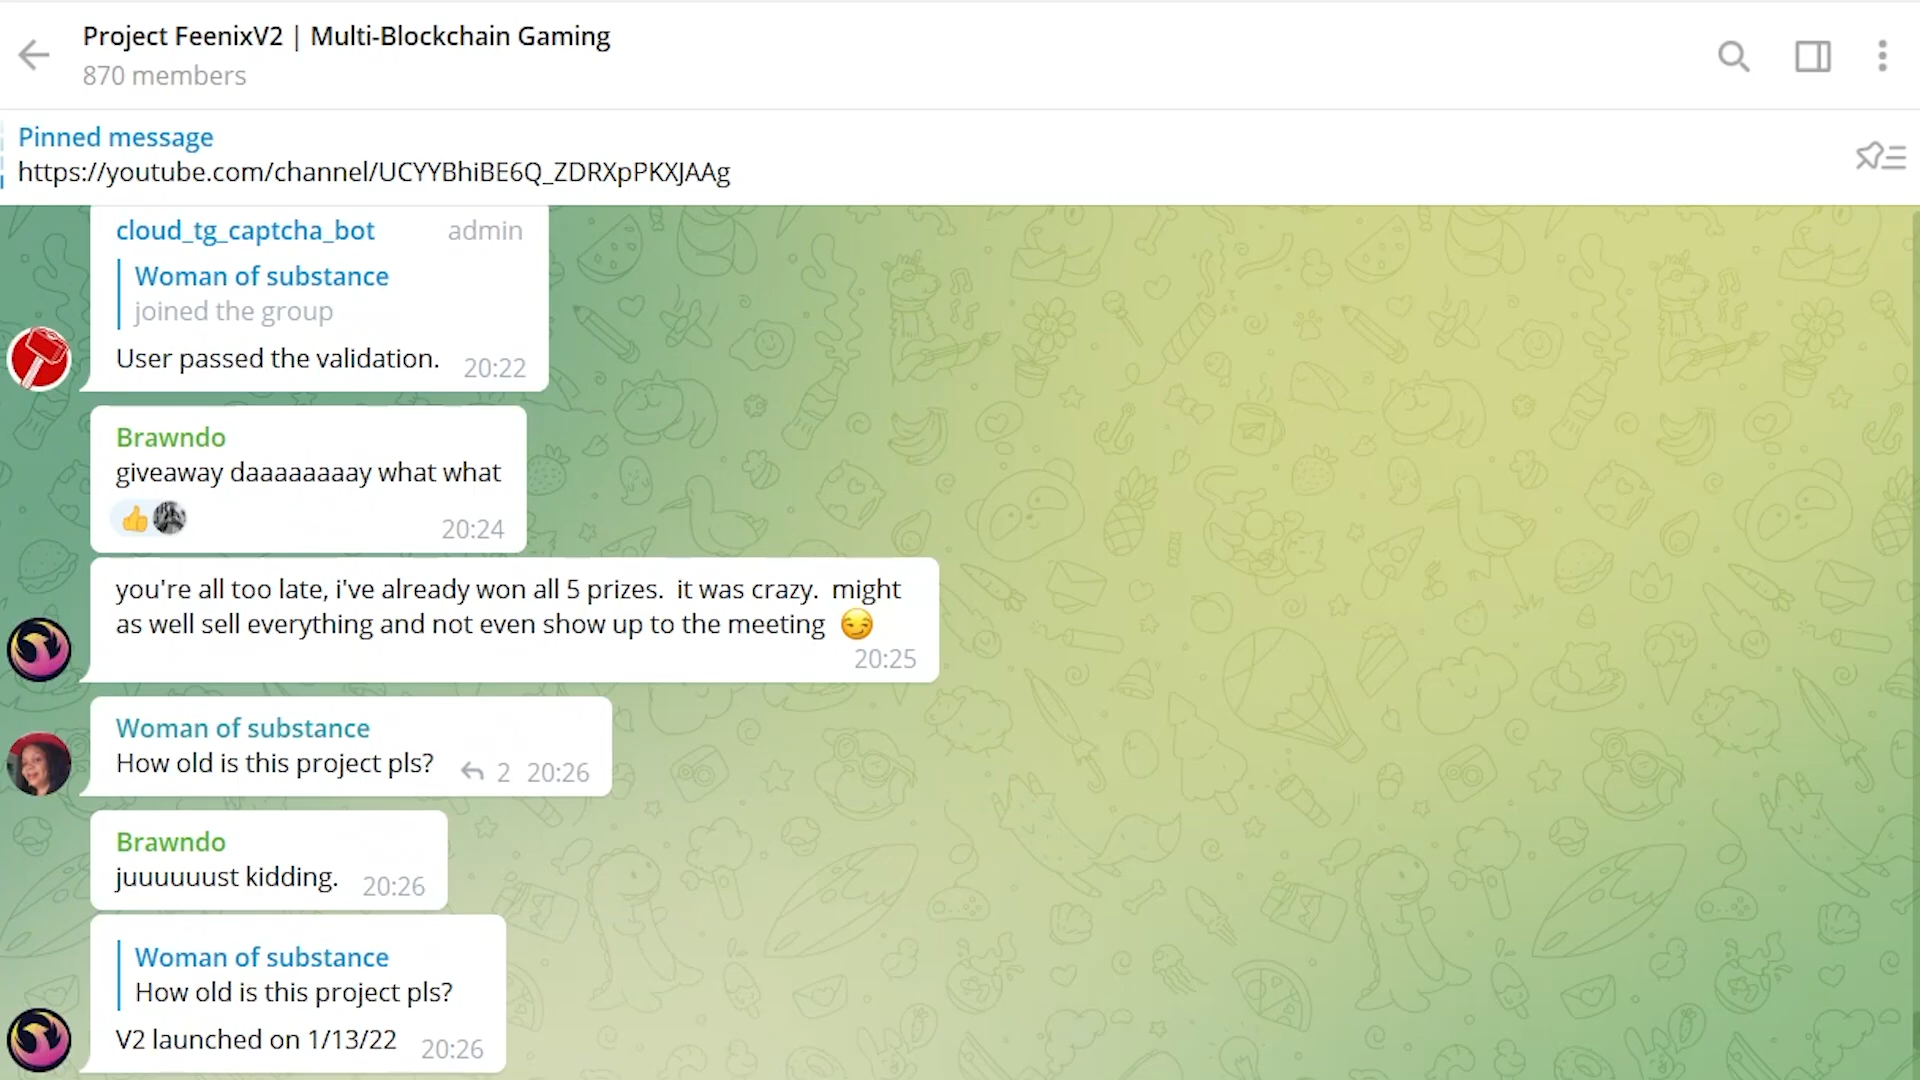 Project FeenixV2 | Multi-Blockchain Gaming
870 members
Pinned message
https://youtube.com/channel/UCYYBhiBE6Q_ZDRXpPKXJAAg
cloud_tg_captcha_bot admin
Woman of substance
joined the group
User passed the validation. 20:22
Brawndo
giveaway daaaaaaaay what what
20:24
you're all too late, i've already won all 5 prizes. it was crazy. might
as well sell everything and not even show up to the meeting 😏
20:25
Woman of substance
How old is this project pls? 2 20:26
Brawndo
juuuuuust kidding. 20:26
Woman of substance
How old is this project pls?
V2 launched on 1/13/22 20:26